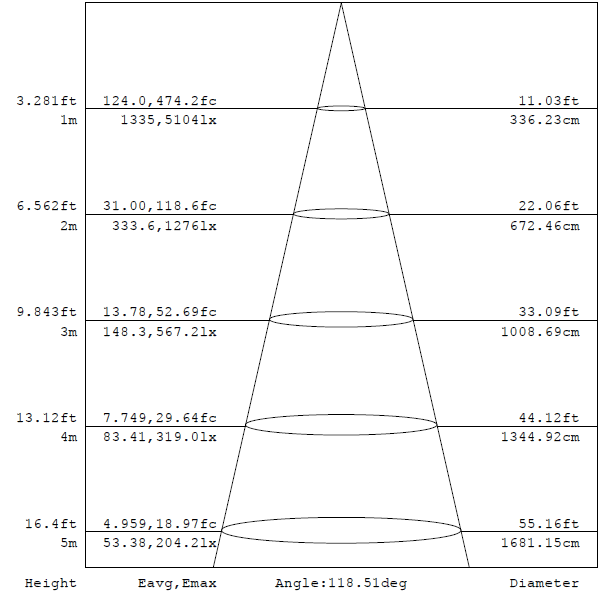 3.281ft 124.0,474.2fc 11.03ft
1m 1335,5104lx 336.23cm
6.562ft 31.00,118.6fc 22.06ft
2m 333.6,1276lx 672.46cm
9.843ft 13.78,52.69fc 33.09ft
3m 148.3,567.2lx 1008.69cm
13.12ft 7.749,29.64fc 44.12ft
4m 83.41,319.0lx 1344.92cm
16.4ft 4.959,18.97fc 55.16ft
5m 53.38,204.2lx 1681.15cm
Height Eavg,Emax Angle:118.51deg Diameter